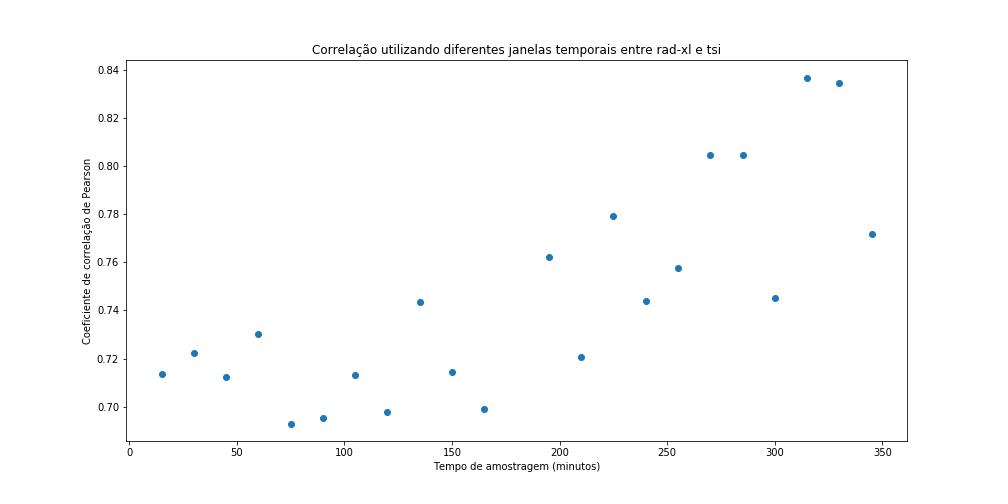 Correlação utilizando diferentes janelas temporais entre rad-xl e tsi
Coeficiente de correlação de Pearson
0.84
0.82
0.80
0.78
0.76
0.74
0.72
0.70
0 50 100 150 200 250 300 350
Tempo de amostragem (minutos)